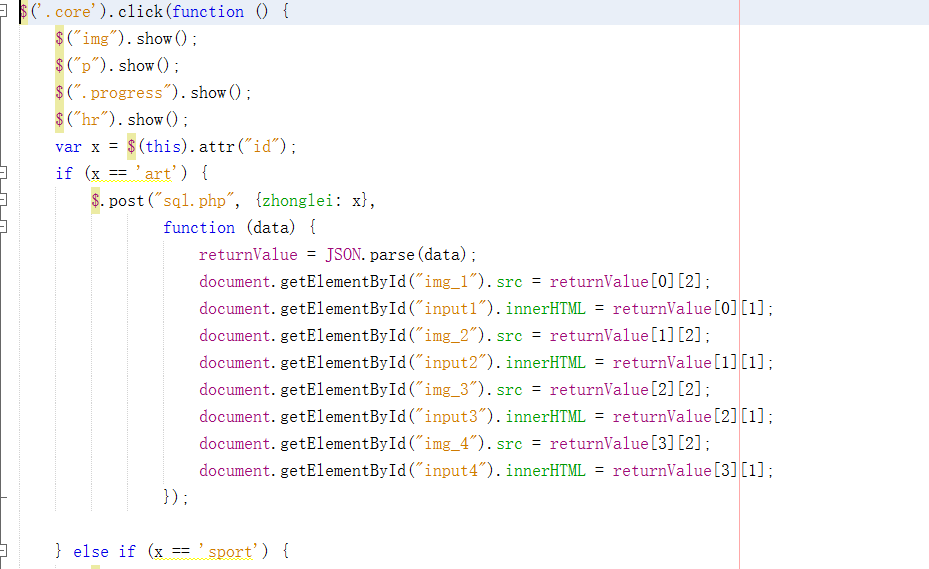 $('.core').click(function () {
    $("img").show();
    $("p").show();
    $(".progress").show();
    $("hr").show();
    var x = $(this).attr("id");
    if (x == 'art') {
        $.post("sql.php", {zhonglei: x},
                function (data) {
                    returnValue = JSON.parse(data);
                    document.getElementById("img_1").src = returnValue[0][2];
                    document.getElementById("input1").innerHTML = returnValue[0][1];
                    document.getElementById("img_2").src = returnValue[1][2];
                    document.getElementById("input2").innerHTML = returnValue[1][1];
                    document.getElementById("img_3").src = returnValue[2][2];
                    document.getElementById("input3").innerHTML = returnValue[2][1];
                    document.getElementById("img_4").src = returnValue[3][2];
                    document.getElementById("input4").innerHTML = returnValue[3][1];
                });
    } else if (x == 'sport') {